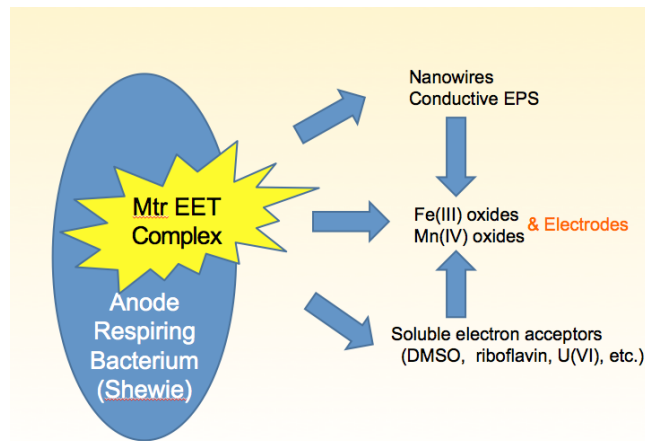 Nanowires
Conductive EPS
Mtr EET
Complex
Fe(III) oxides
Mn(IV) oxides
& Electrodes
Anode
Respiring
Bacterium
(Shewie)
Soluble electron acceptors
(DMSO, riboflavin, U(VI), etc.)